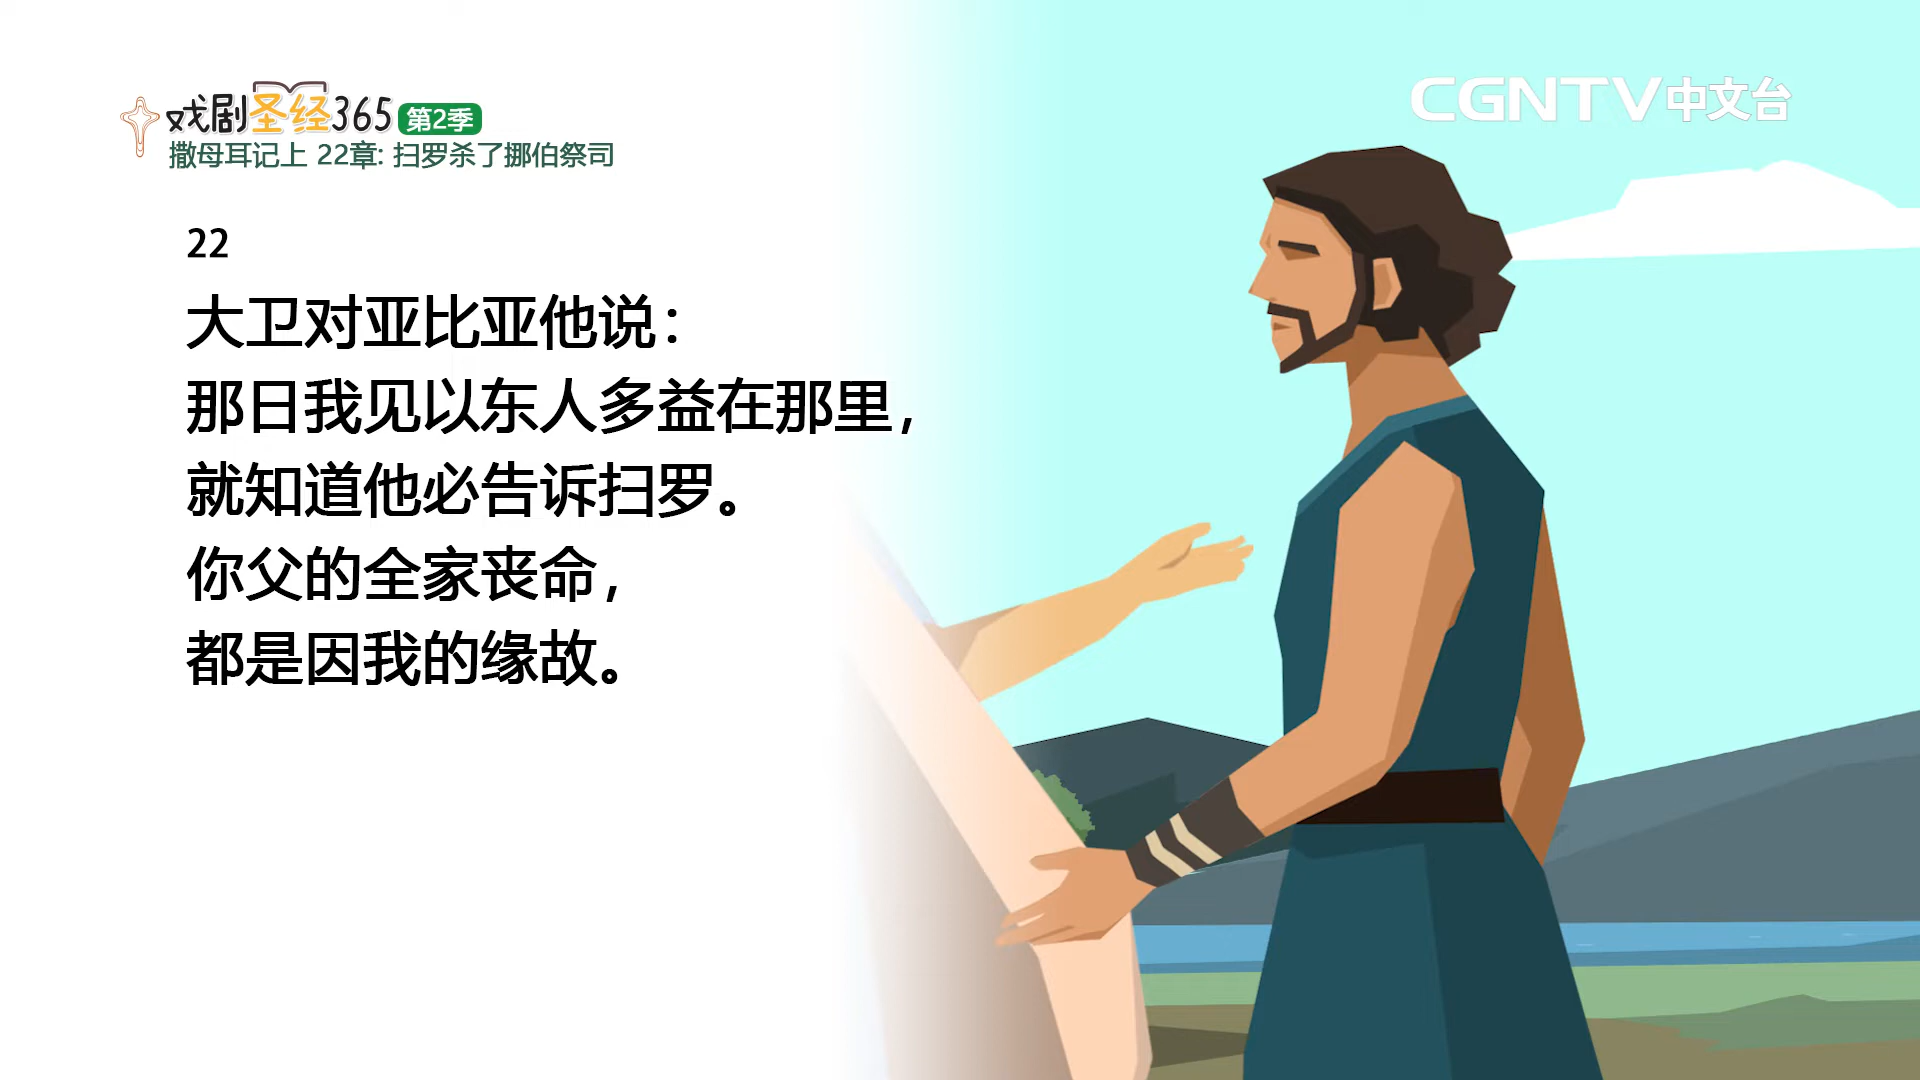 戏剧圣经365 第2季
CGNTV中文台
撒母耳记上 22章: 扫罗杀了挪伯祭司
22
大卫对亚比亚他说：
那日我见以东人多益在那里，
就知道他必告诉扫罗。
你父的全家丧命，
都是因我的缘故。